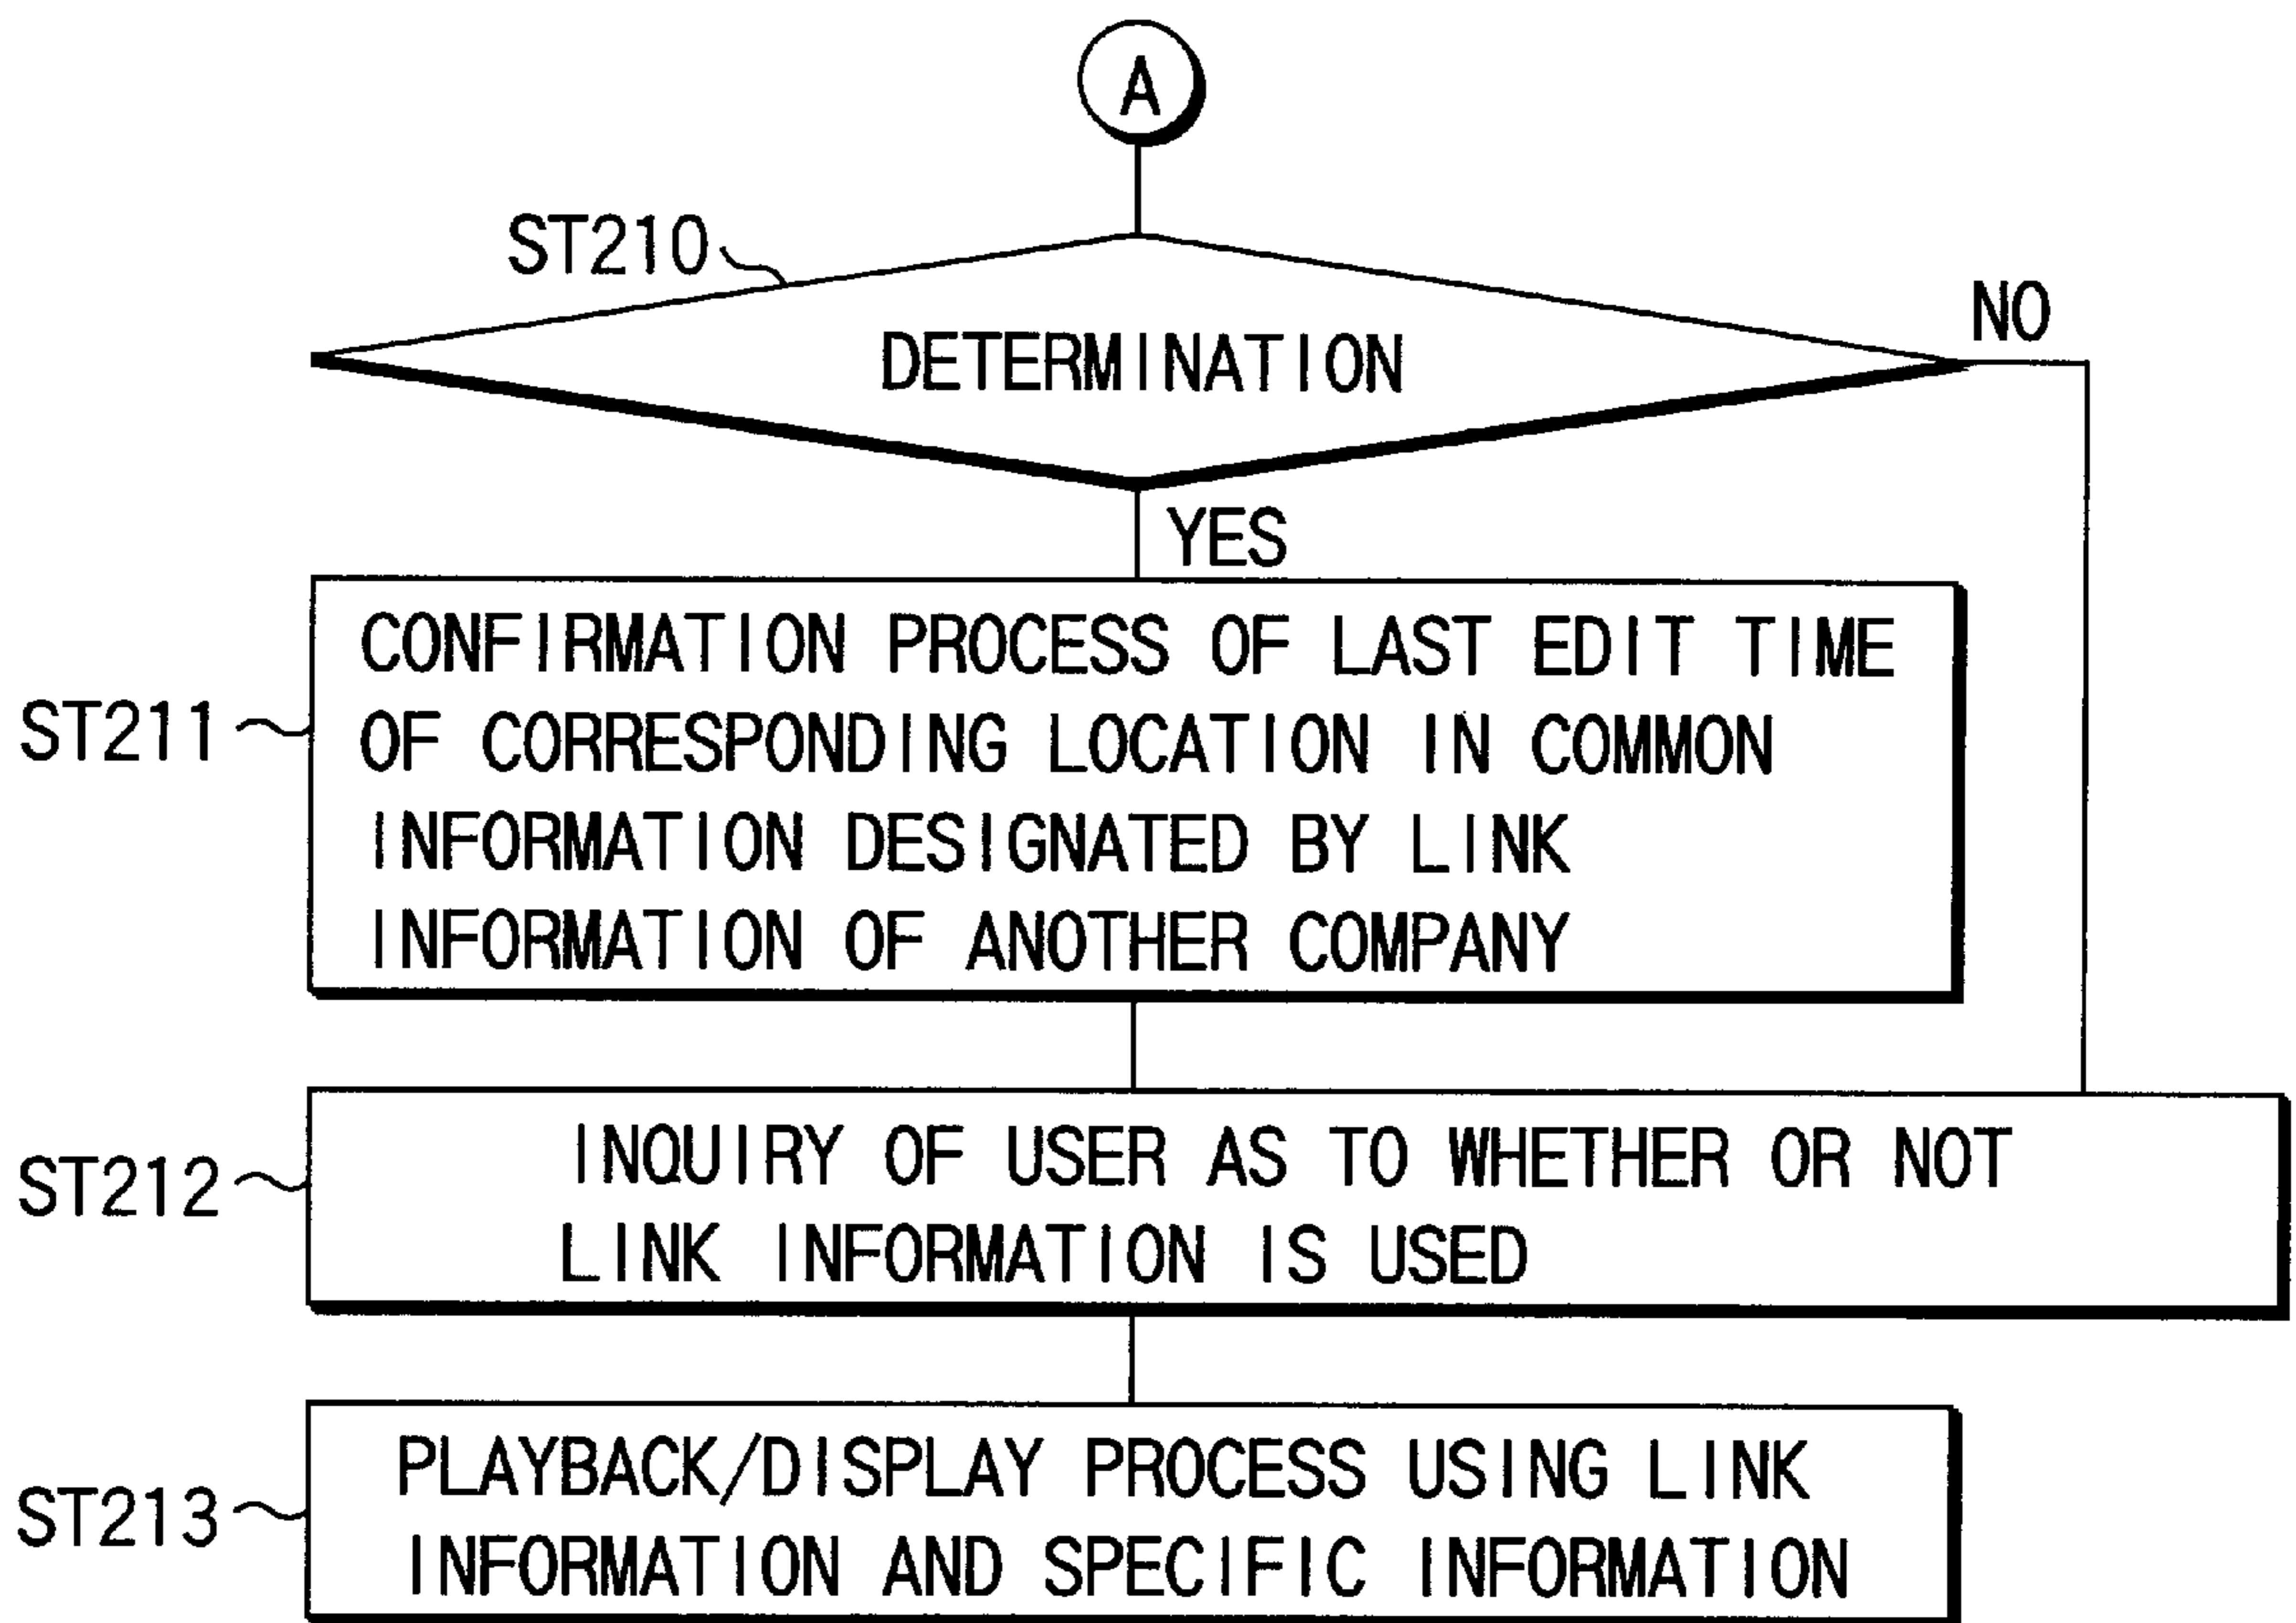 A
ST210
DETERMINATION
NO
YES
ST211
CONFIRMATION PROCESS OF LAST EDIT TIME
OF CORRESPONDING LOCATION IN COMMON
INFORMATION DESIGNATED BY LINK
INFORMATION OF ANOTHER COMPANY
ST212
INQUIRY OF USER AS TO WHETHER OR NOT
LINK INFORMATION IS USED
ST213
PLAYBACK/DISPLAY PROCESS USING LINK
INFORMATION AND SPECIFIC INFORMATION